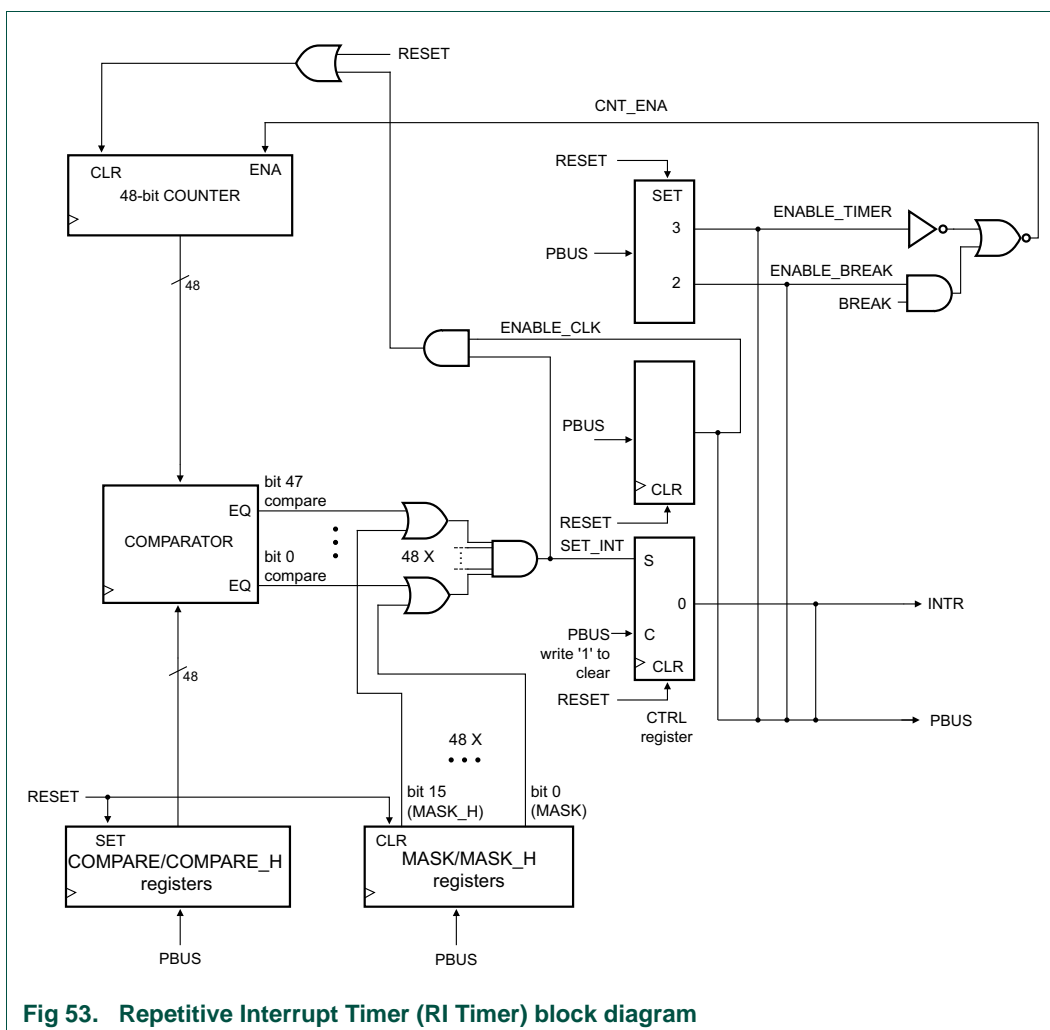 RESET
CNT_ENA
CLR
ENA
48-bit COUNTER
RESET
SET
3
ENABLE_TIMER
PBUS
2
ENABLE_BREAK
BREAK
48
ENABLE_CLK
PBUS
CLR
RESET
bit 47
compare
EQ
COMPARATOR
48 X
bit 0
compare
EQ
SET_INT
S
0
INTR
PBUS
write '1' to
clear
C
CLR
RESET
CTRL
register
PBUS
48
48 X
RESET
bit 15
(MASK_H)
bit 0
(MASK)
SET
COMPARE/COMPARE_H
registers
CLR
MASK/MASK_H
registers
PBUS
PBUS
Fig 53. Repetitive Interrupt Timer (RI Timer) block diagram